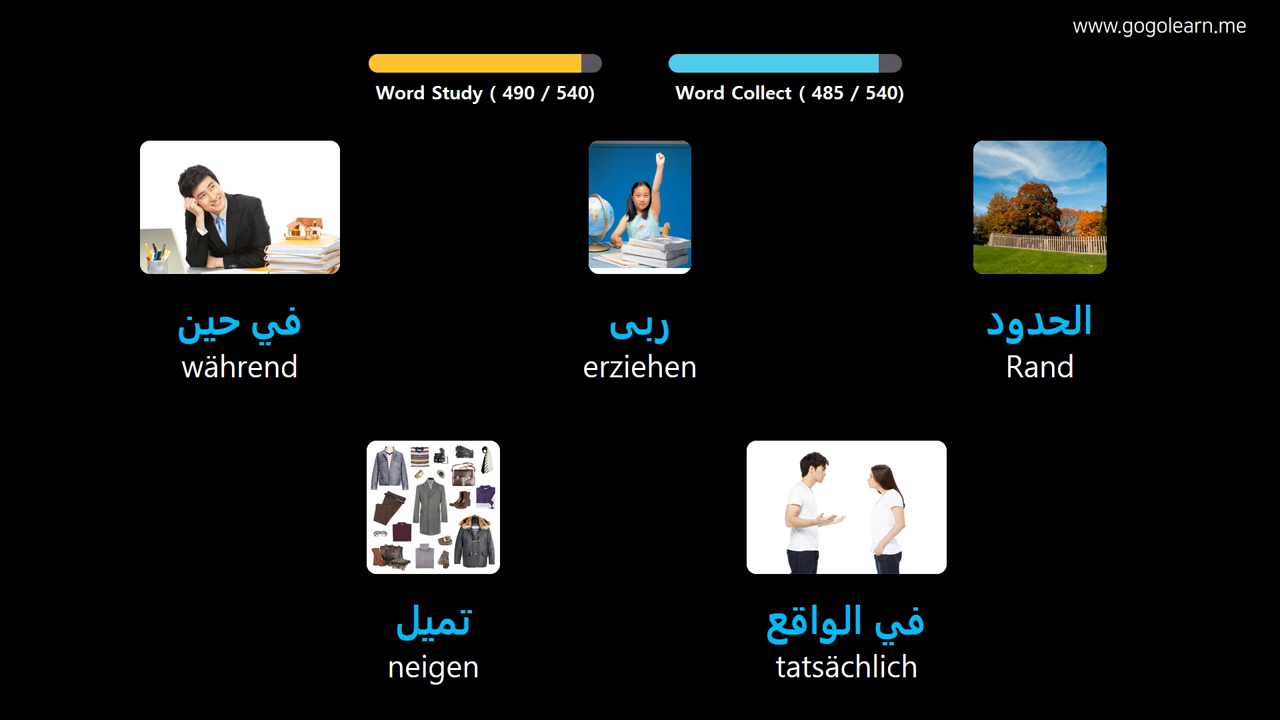 www.gogolearn.me
Word Study ( 490 / 540)
Word Collect ( 485 / 540)
في حين
während
ربى
erziehen
الحدود
Rand
تميل
neigen
في الواقع
tatsächlich